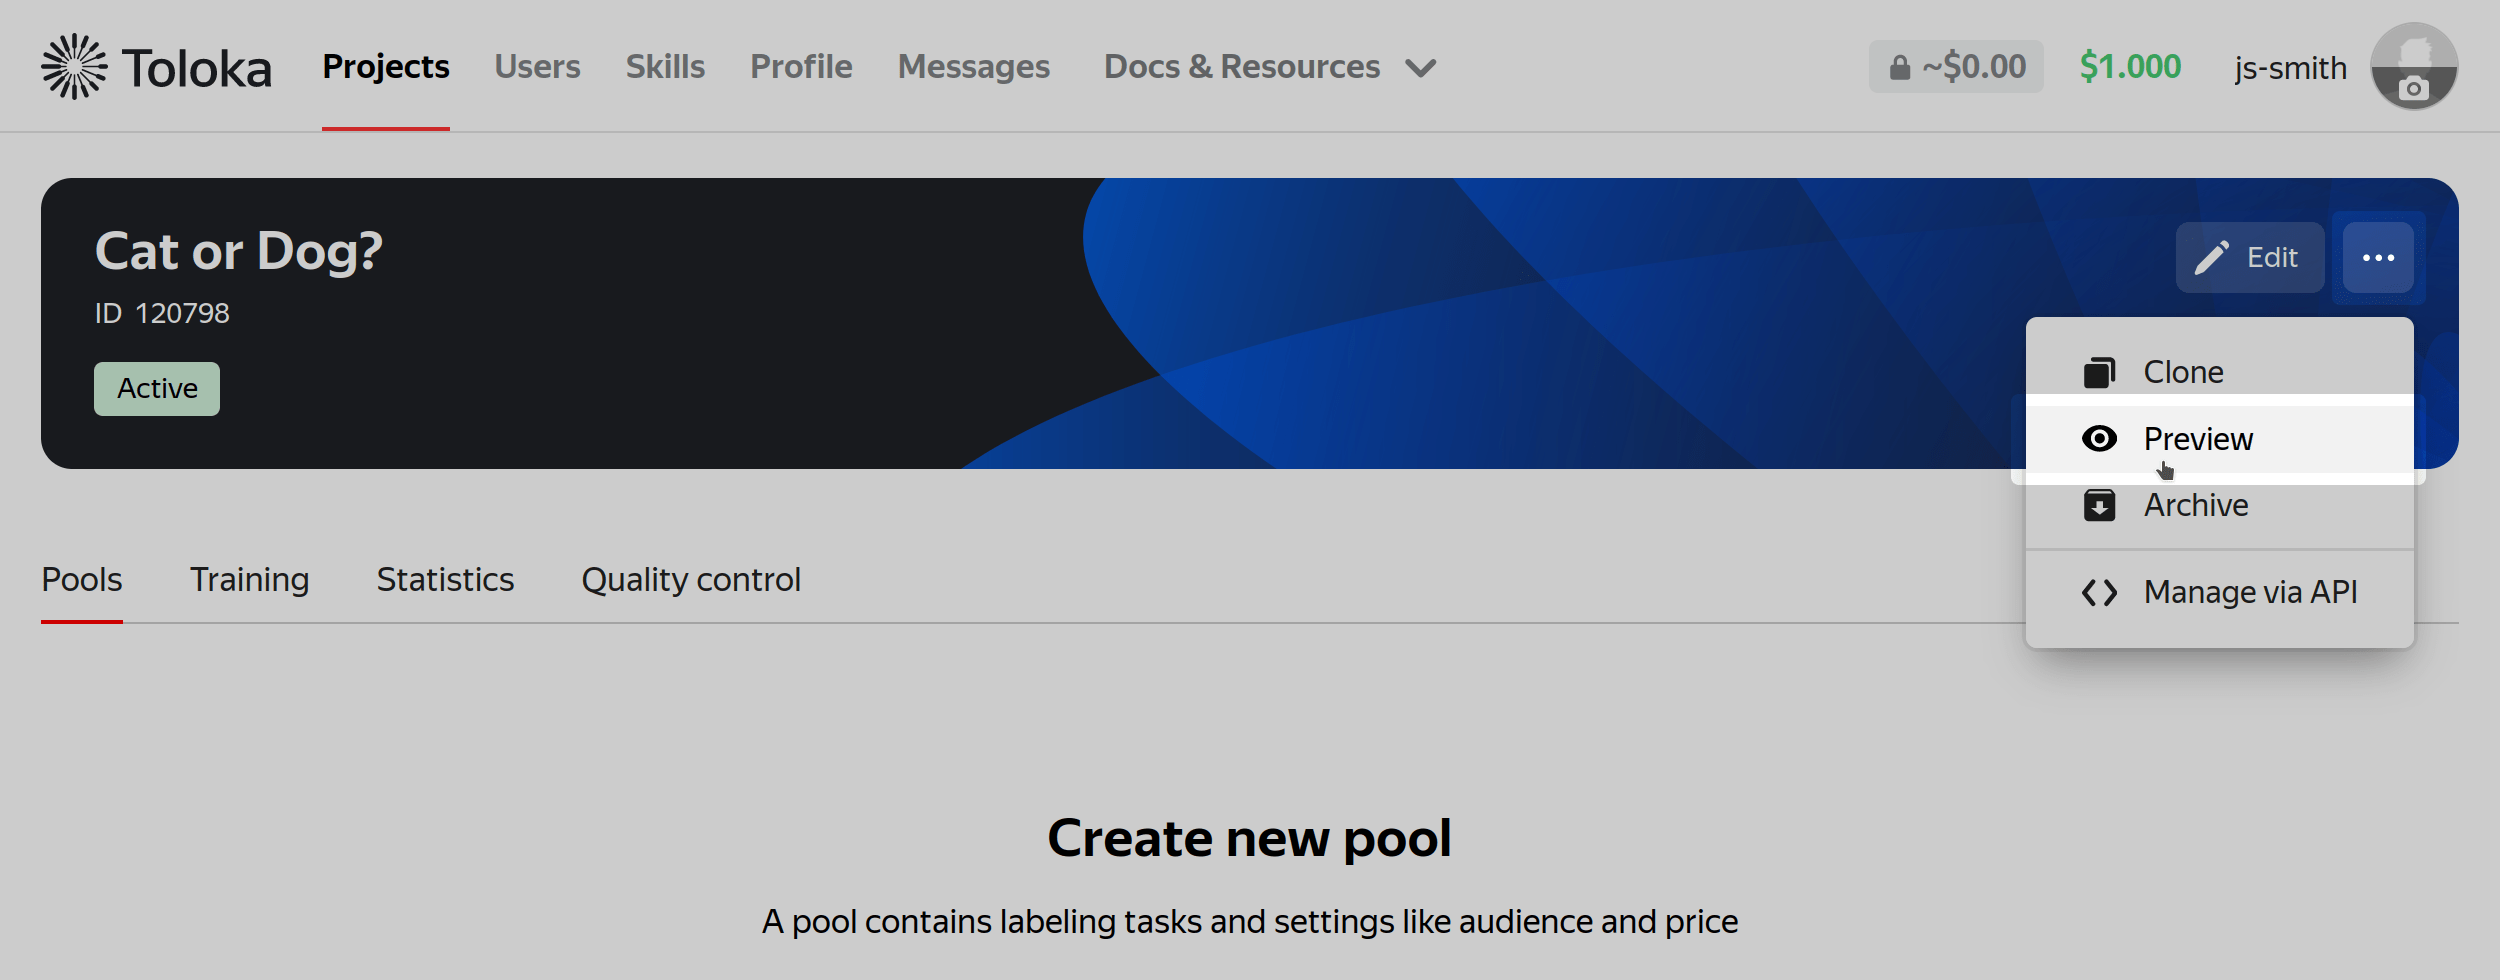 Toloka Projects Users Skills Profile Messages Docs & Resources ~$0.00 $1.000 js-smith
Cat or Dog?
ID 120798
Active
Edit
Clone
Preview
Archive
Manage via API
Pools Training Statistics Quality control
Create new pool
A pool contains labeling tasks and settings like audience and price